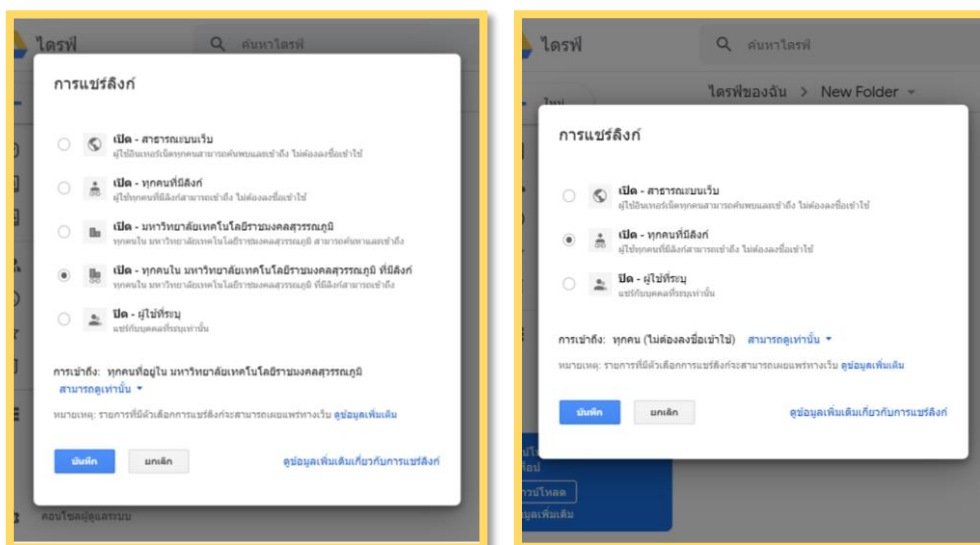 ไดรฟ์
ค้นหาไดรฟ์
การแชร์ลิงก์
เปิด - สาธารณะบนเว็บ
ผู้ใช้อินเทอร์เน็ตทุกคนสามารถค้นพบและเข้าถึง ไม่ต้องลงชื่อเข้าใช้
เปิด - ทุกคนที่มีลิงก์
ผู้ใช้ทุกคนที่มีลิงก์สามารถเข้าถึง ไม่ต้องลงชื่อเข้าใช้
เปิด - มหาวิทยาลัยเทคโนโลยีราชมงคลสุวรรณภูมิ
ทุกคนใน มหาวิทยาลัยเทคโนโลยีราชมงคลสุวรรณภูมิ สามารถค้นหาและเข้าถึง
เปิด - ทุกคนใน มหาวิทยาลัยเทคโนโลยีราชมงคลสุวรรณภูมิ ที่มีลิงก์
ทุกคนใน มหาวิทยาลัยเทคโนโลยีราชมงคลสุวรรณภูมิ ที่มีลิงก์สามารถเข้าถึง
ปิด - ผู้ใช้ที่ระบุ
แชร์กับบุคคลที่ระบุเท่านั้น
การเข้าถึง: ทุกคนที่อยู่ใน มหาวิทยาลัยเทคโนโลยีราชมงคลสุวรรณภูมิ
สามารถดูเท่านั้น
หมายเหตุ: รายการที่มีตัวเลือกการแชร์ลิงก์จะสามารถเผยแพร่ทางเว็บ ดูข้อมูลเพิ่มเติม
บันทึก ยกเลิก ดูข้อมูลเพิ่มเติมเกี่ยวกับการแชร์ลิงก์
คอนโซลผู้ดูแลระบบ
ไดรฟ์
ค้นหาไดรฟ์
ใหม่
ไดรฟ์ของฉัน > New Folder
การแชร์ลิงก์
เปิด - สาธารณะบนเว็บ
ผู้ใช้อินเทอร์เน็ตทุกคนสามารถค้นพบและเข้าถึง ไม่ต้องลงชื่อเข้าใช้
เปิด - ทุกคนที่มีลิงก์
ผู้ใช้ทุกคนที่มีลิงก์สามารถเข้าถึง ไม่ต้องลงชื่อเข้าใช้
ปิด - ผู้ใช้ที่ระบุ
แชร์กับบุคคลที่ระบุเท่านั้น
การเข้าถึง: ทุกคน (ไม่ต้องลงชื่อเข้าใช้) สามารถดูเท่านั้น
หมายเหตุ: รายการที่มีตัวเลือกการแชร์ลิงก์จะสามารถเผยแพร่ทางเว็บ ดูข้อมูลเพิ่มเติม
บันทึก ยกเลิก ดูข้อมูลเพิ่มเติมเกี่ยวกับการแชร์ลิงก์